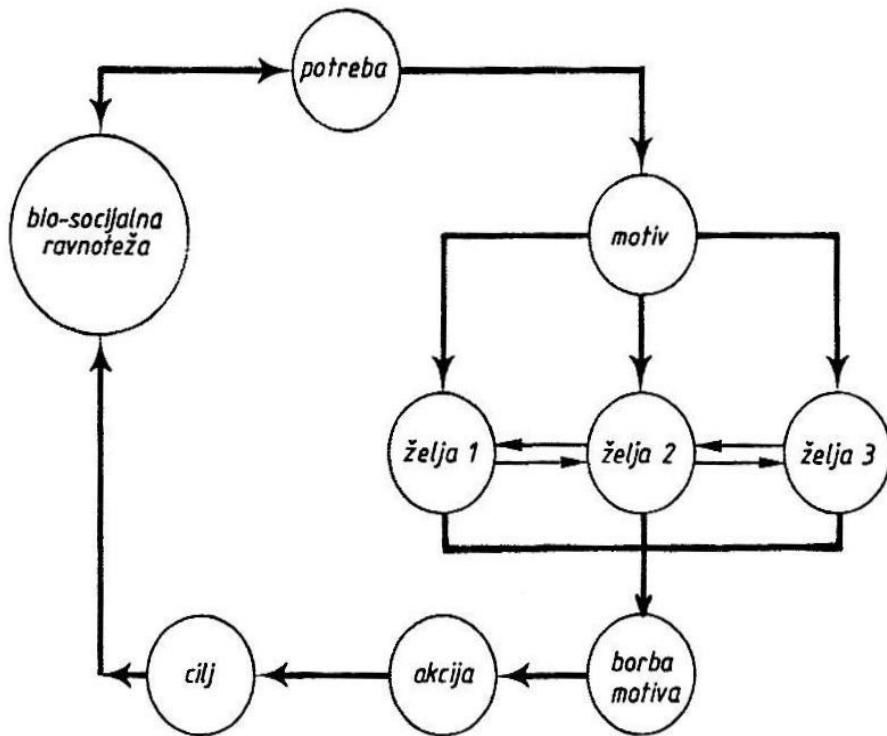 potreba
bio-socijalna
ravnoteža
motiv
želja 1
želja 2
želja 3
cilj
akcija
borba
motiva